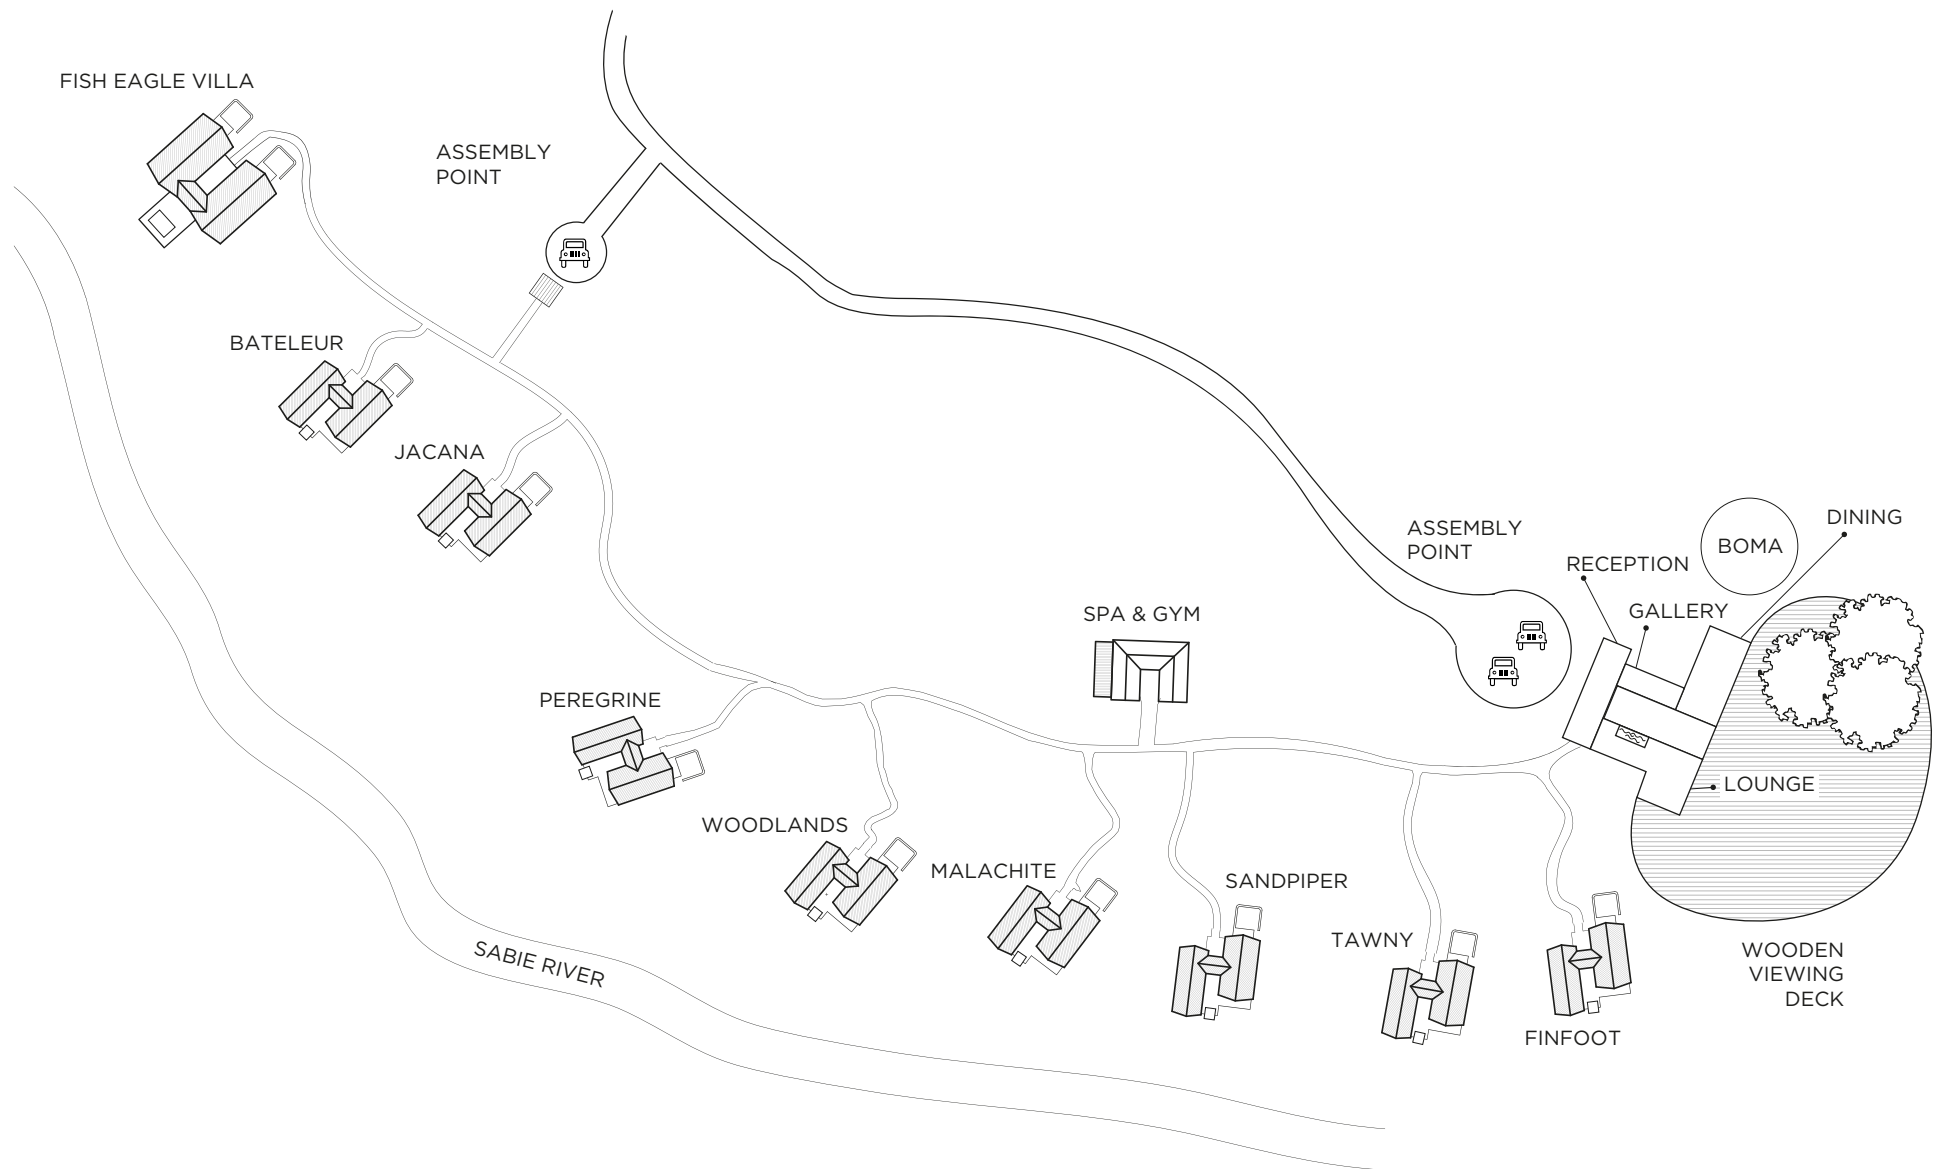 FISH EAGLE VILLA
ASSEMBLY
POINT
BATELEUR
JACANA
ASSEMBLY
POINT
DINING
BOMA
RECEPTION
GALLERY
SPA & GYM
PEREGRINE
LOUNGE
WOODLANDS
MALACHITE
SANDPIPER
TAWNY
SABIE RIVER
WOODEN
VIEWING
DECK
FINFOOT